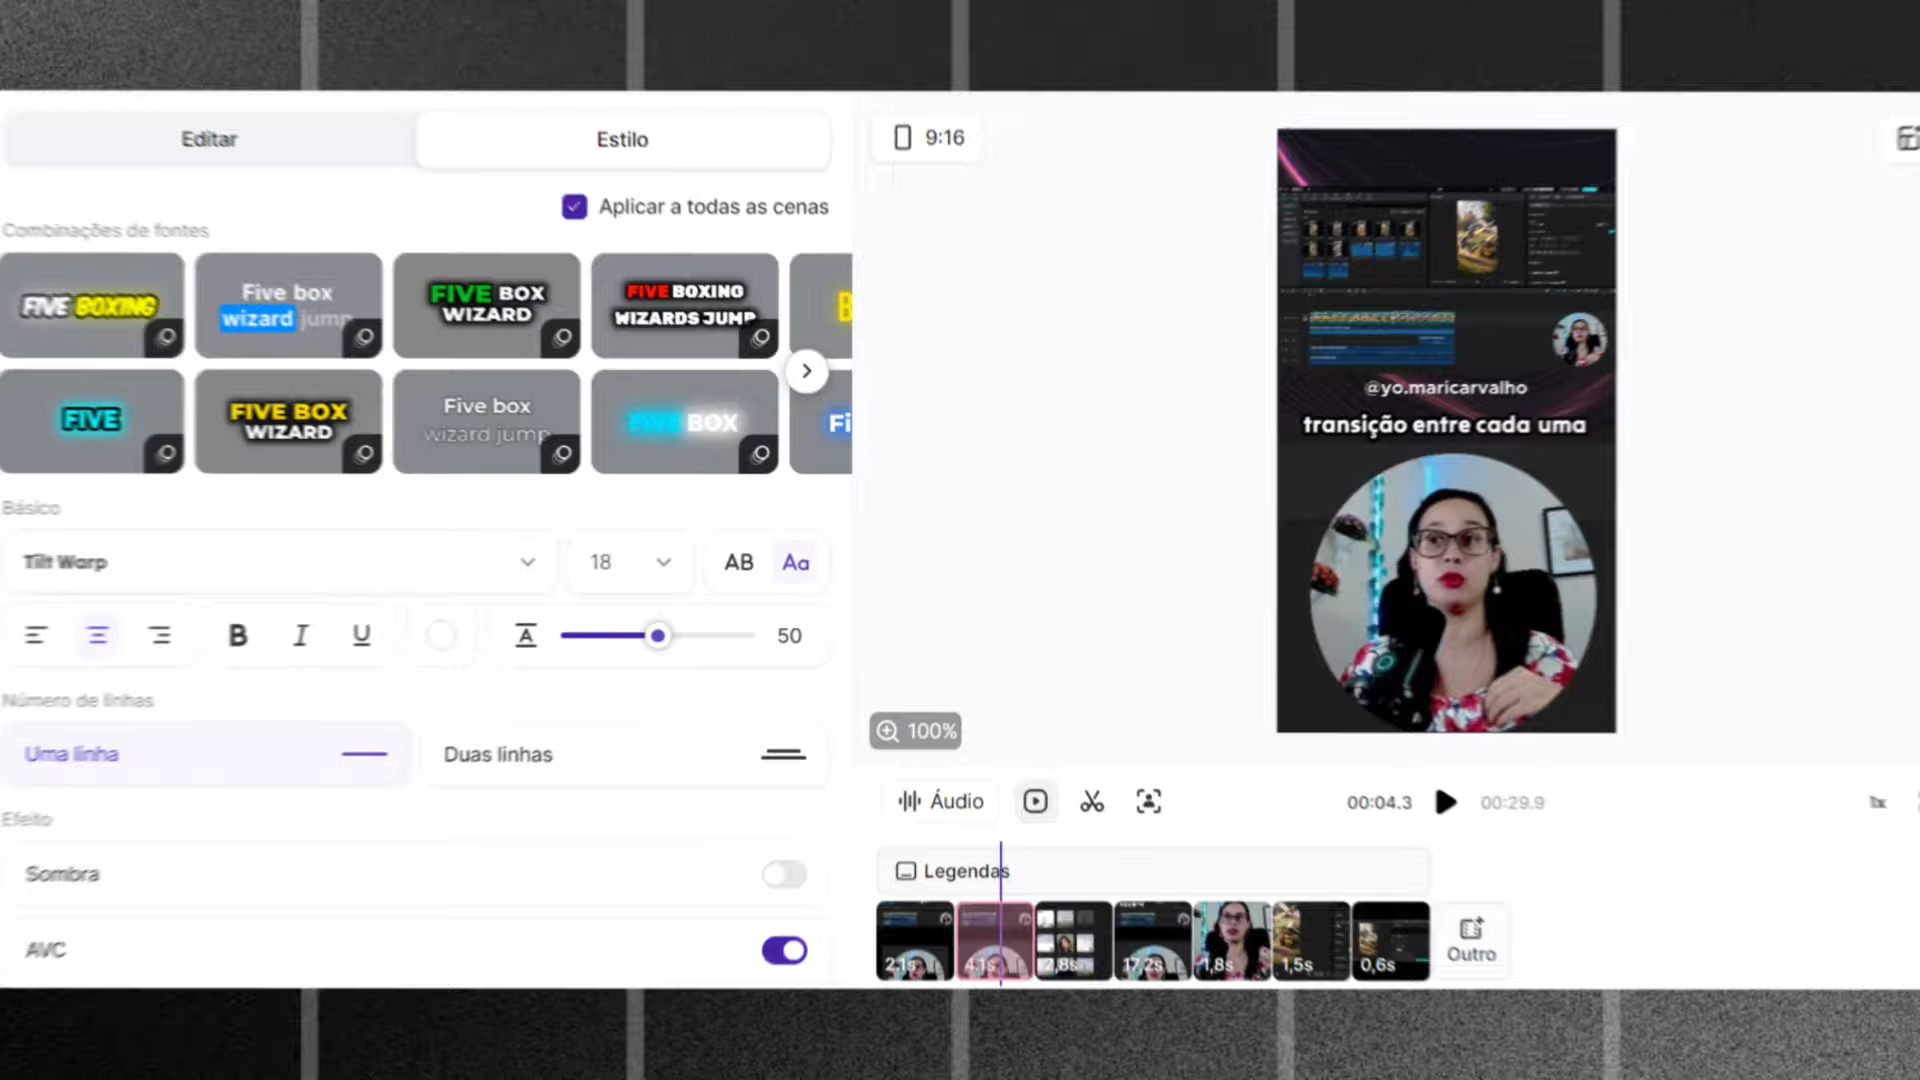 Editar
Estilo
Aplicar a todas as cenas
Combinações de fontes
FIVE BOXING
Five box
wizard jump
FIVE BOX
WIZARD
FIVE BOXING
WIZARDS JUMP
FIVE
FIVE BOX
WIZARD
Five box
wizard jump
FIVE BOX
Fi
Básico
Tilt Warp
18
AB
Aa
B
I
U
A
50
Número de linhas
Uma linha
Duas linhas
Efeito
Sombra
AVC
9:16
@yo.maricarvalho
transição entre cada uma
100%
Áudio
00:04.3
00:29.9
1x
Legendas
2,1s
4,1s
2,8s
17,2s
1,8s
1,5s
0,6s
Outro